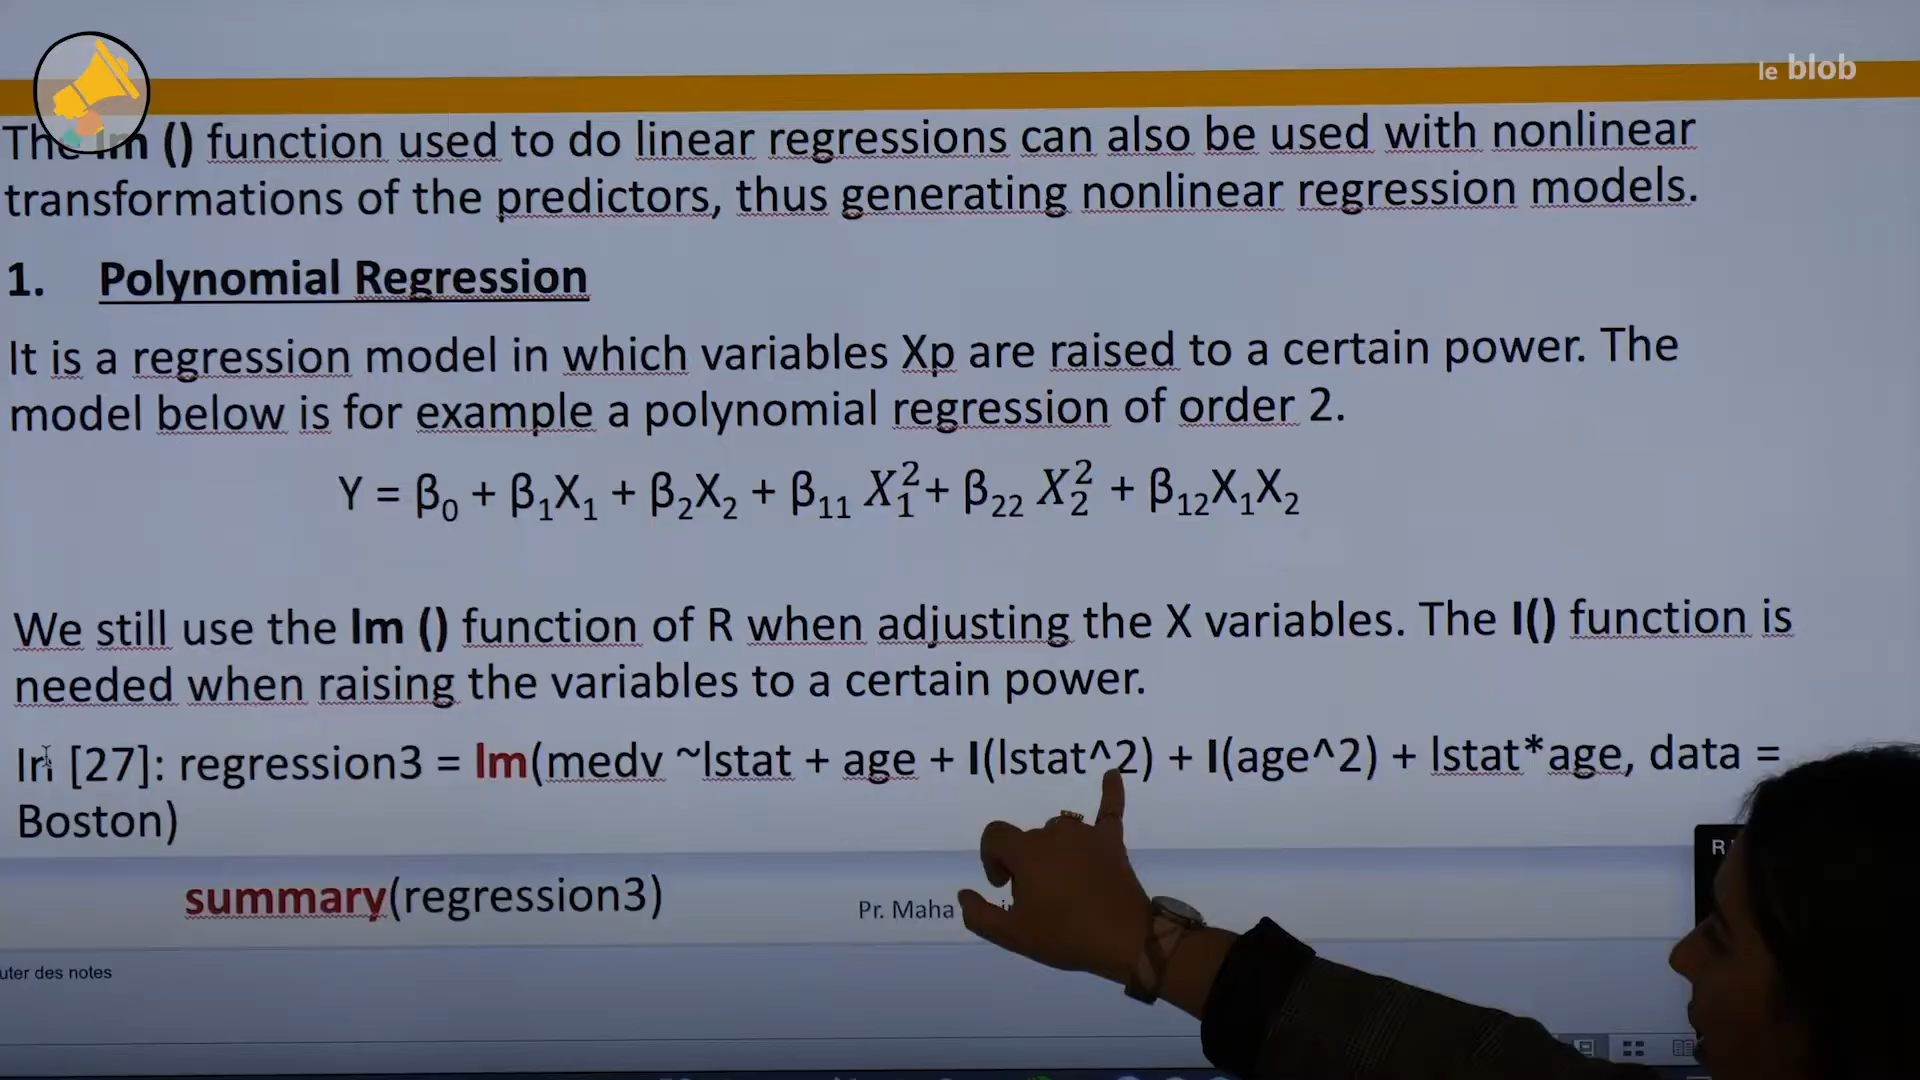 le blob
The lm () function used to do linear regressions can also be used with nonlinear
transformations of the predictors, thus generating nonlinear regression models.
1. Polynomial Regression
It is a regression model in which variables Xp are raised to a certain power. The
model below is for example a polynomial regression of order 2.
Y = β₀ + β₁X₁ + β₂X₂ + β₁₁ X₁² + β₂₂ X₂² + β₁₂X₁X₂
We still use the lm () function of R when adjusting the X variables. The I() function is
needed when raising the variables to a certain power.
In [27]: regression3 = lm(medv ~lstat + age + I(lstat^2) + I(age^2) + lstat*age, data =
Boston)
summary(regression3)
Pr. Maha
uter des notes